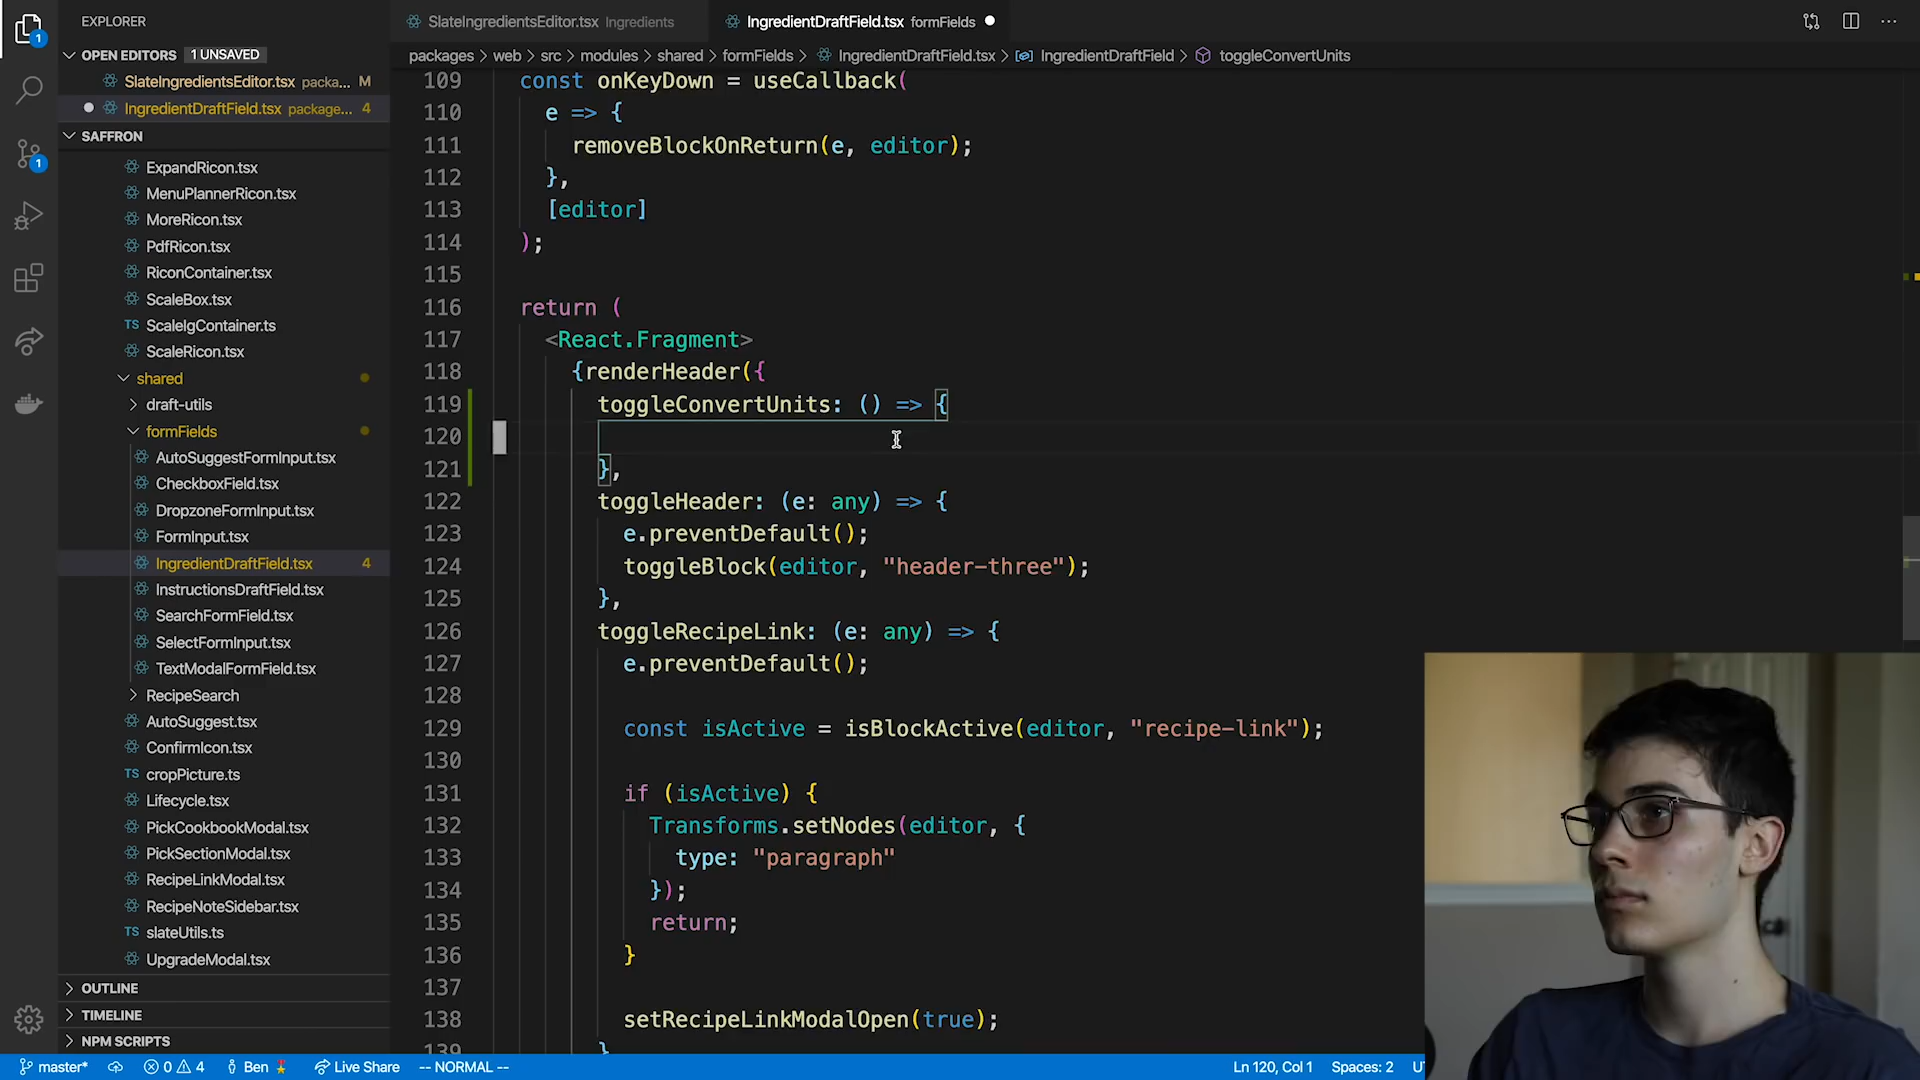 EXPLORER
OPEN EDITORS 1 UNSAVED
SlateIngredientsEditor.tsx packa... M
IngredientDraftField.tsx package... 4
SAFFRON
ExpandRicon.tsx
MenuPlannerRicon.tsx
MoreRicon.tsx
PdfRicon.tsx
RiconContainer.tsx
ScaleBox.tsx
TS ScaleIgContainer.ts
ScaleRicon.tsx
shared
draft-utils
formFields
AutoSuggestFormInput.tsx
CheckboxField.tsx
DropzoneFormInput.tsx
FormInput.tsx
IngredientDraftField.tsx 4
InstructionsDraftField.tsx
SearchFormField.tsx
SelectFormInput.tsx
TextModalFormField.tsx
RecipeSearch
AutoSuggest.tsx
ConfirmIcon.tsx
TS cropPicture.ts
Lifecycle.tsx
PickCookbookModal.tsx
PickSectionModal.tsx
RecipeLinkModal.tsx
RecipeNoteSidebar.tsx
slateUtils.ts
UpgradeModal.tsx
OUTLINE
TIMELINE
NPM SCRIPTS
1
1
SlateIngredientsEditor.tsx Ingredients
IngredientDraftField.tsx formFields
packages > web > src > modules > shared > formFields > IngredientDraftField.tsx > IngredientDraftField > toggleConvertUnits
109 const onKeyDown = useCallback(
110 e => {
111 removeBlockOnReturn(e, editor);
112 },
113 [editor]
114 );
115
116 return (
117 <React.Fragment>
118 {renderHeader({
119 toggleConvertUnits: () => {
120
121 },
122 toggleHeader: (e: any) => {
123 e.preventDefault();
124 toggleBlock(editor, "header-three");
125 },
126 toggleRecipeLink: (e: any) => {
127 e.preventDefault();
128
129 const isActive = isBlockActive(editor, "recipe-link");
130
131 if (isActive) {
132 Transforms.setNodes(editor, {
133 type: "paragraph"
134 });
135 return;
136 }
137
138 setRecipeLinkModalOpen(true);
139 }
master* 0 4 Ben Live Share -- NORMAL -- Ln 120, Col 1 Spaces: 2